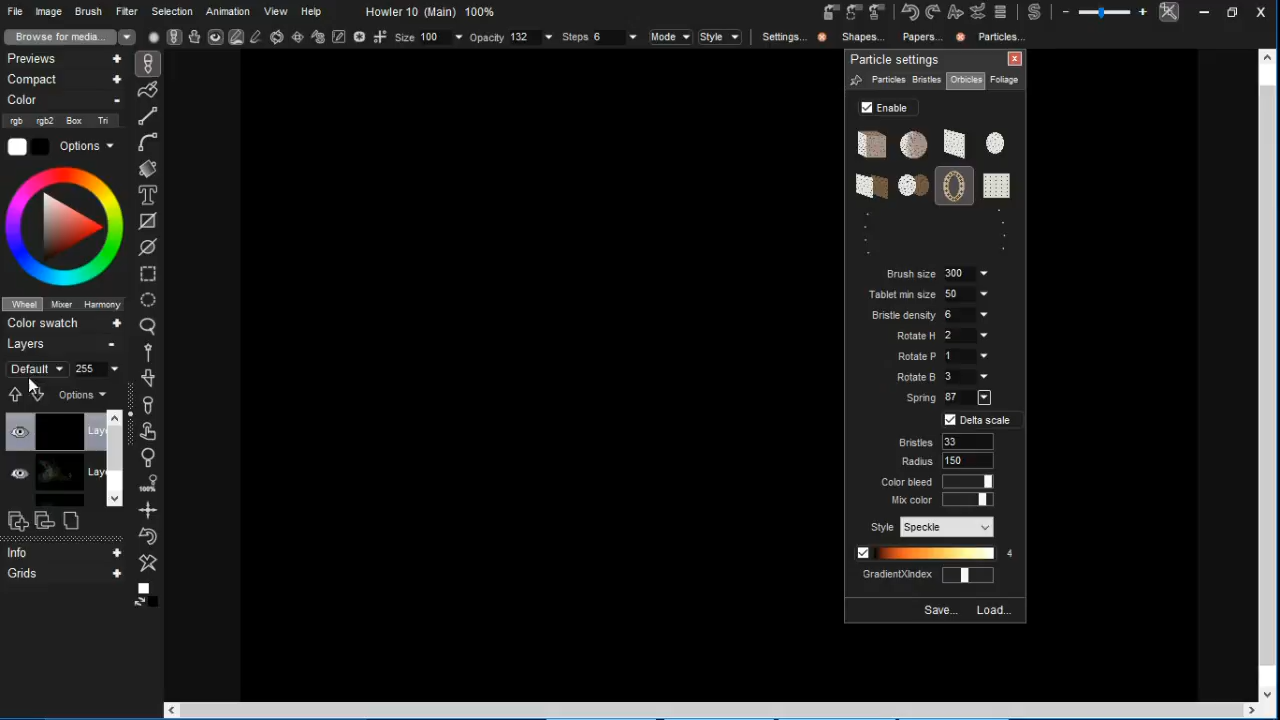 File Image Brush Filter Selection Animation View Help Howler 10 (Main) 100%
Browse for media... Size 100 Opacity 132 Steps 6 Mode Style Settings... Shapes... Papers... Particles...
Previews
Compact
Color
rgb rgb2 Box Tri
Options
Wheel Mixer Harmony
Color swatch
Layers
Default 255
Options
Laye
Laye
Info
Grids
100%
Particle settings
Particles Bristles Orbicles Foliage
Enable
Brush size 300
Tablet min size 50
Bristle density 6
Rotate H 2
Rotate P 1
Rotate B 3
Spring 87
Delta scale
Bristles 33
Radius 150
Color bleed
Mix color
Style Speckle
4
GradientXIndex
Save... Load...